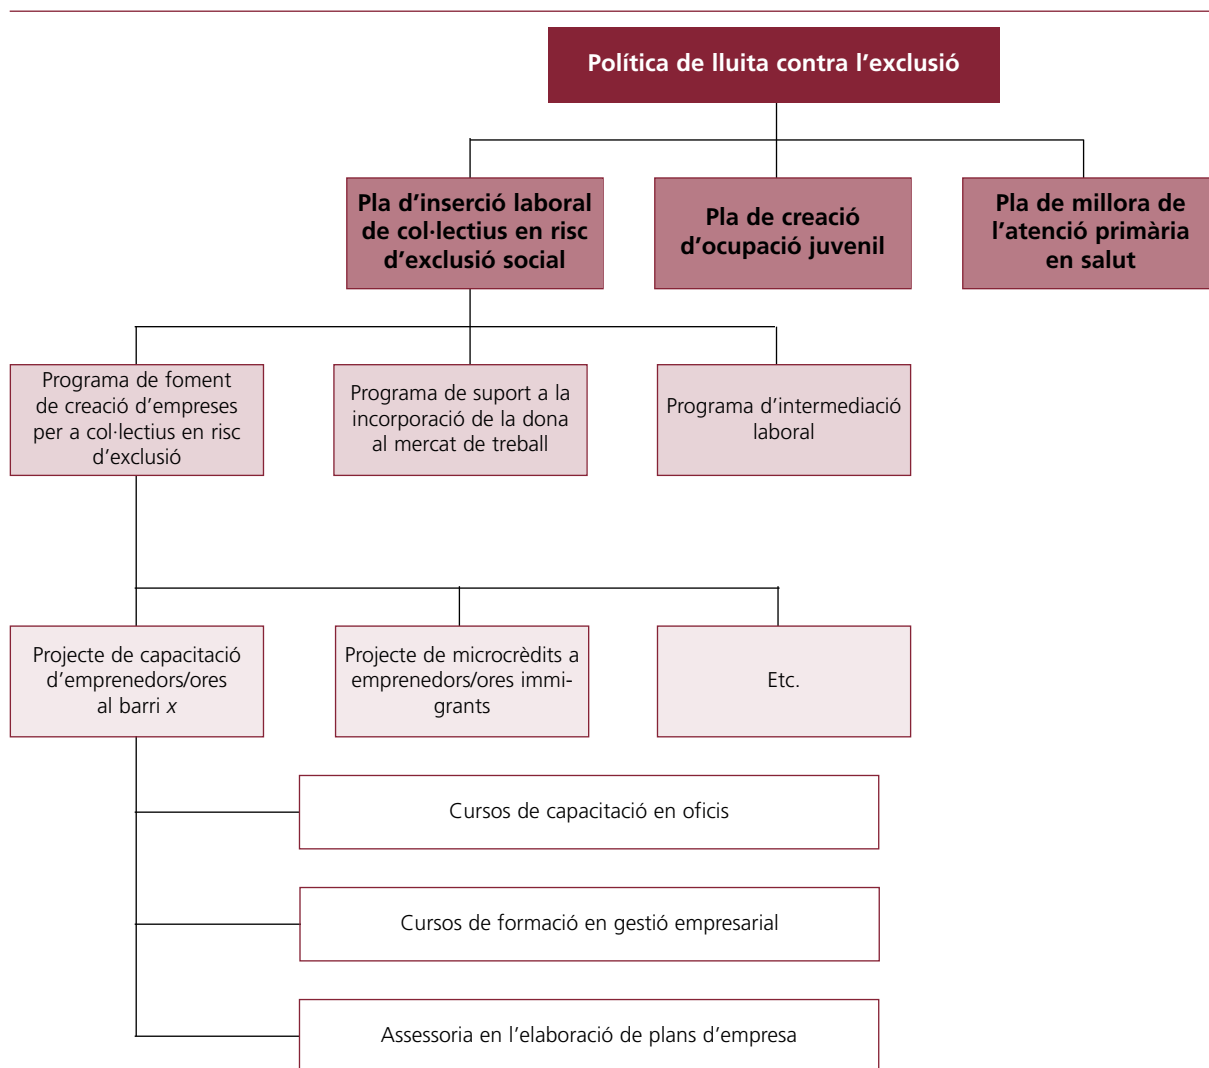 Política de lluita contra l’exclusió
Pla d’inserció laboral
de col·lectius en risc
d’exclusió social
Pla de creació
d’ocupació juvenil
Pla de millora de
l’atenció primària
en salut
Programa de foment
de creació d’empreses
per a col·lectius en risc
d’exclusió
Programa de suport a la
incorporació de la dona
al mercat de treball
Programa d’intermediació
laboral
Projecte de capacitació
d’emprenedors/ores
al barri x
Projecte de microcrèdits a
emprenedors/ores immi-
grants
Etc.
Cursos de capacitació en oficis
Cursos de formació en gestió empresarial
Assessoria en l’elaboració de plans d’empresa